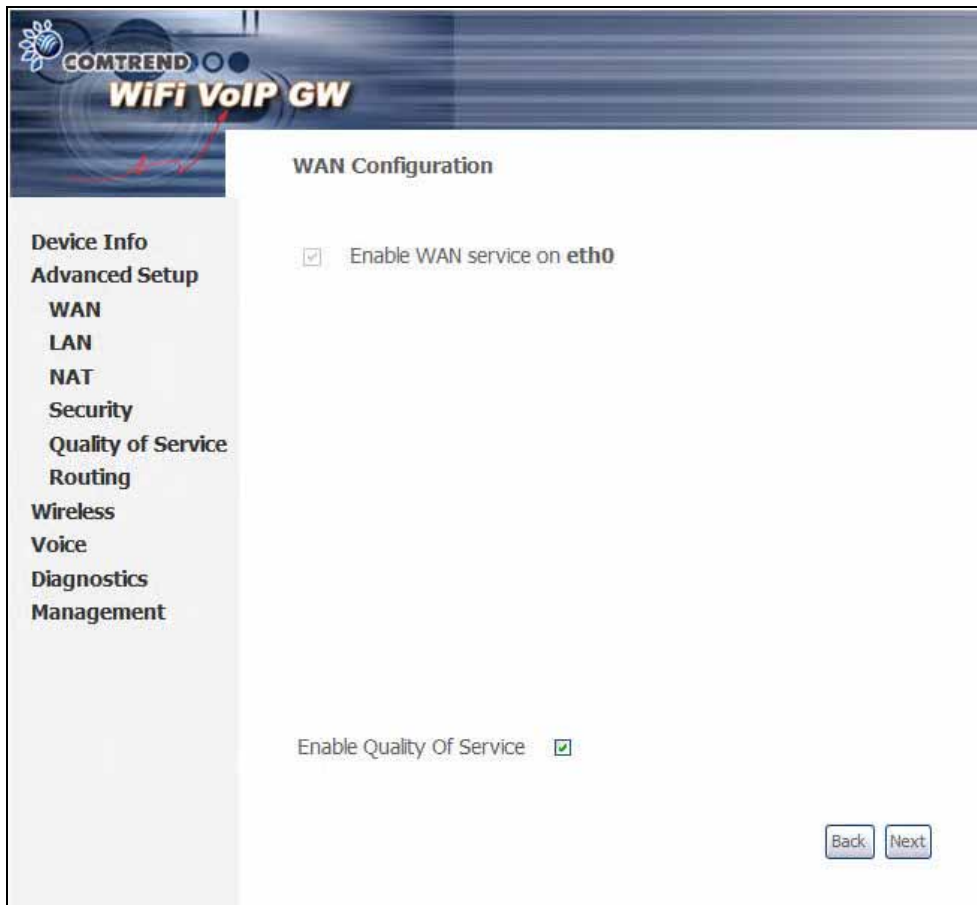 COMTREND
WiFi VoIP GW
WAN Configuration
Device Info
Advanced Setup
WAN
LAN
NAT
Security
Quality of Service
Routing
Wireless
Voice
Diagnostics
Management
Enable WAN service on eth0
Enable Quality Of Service
Back Next